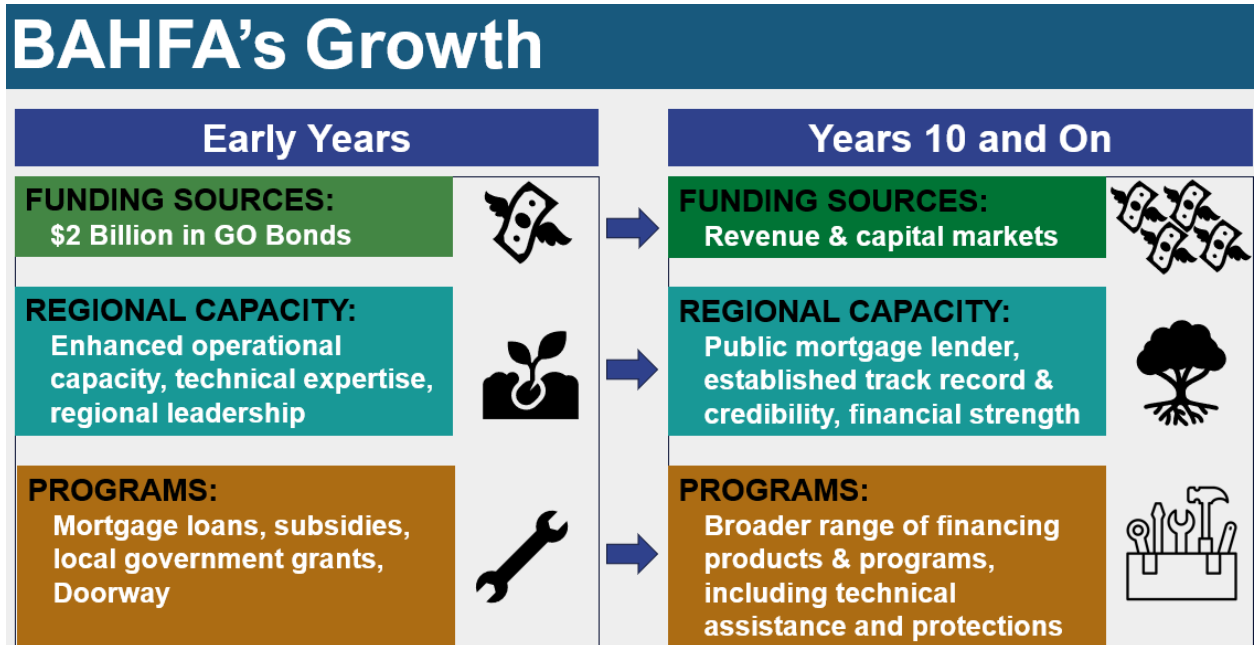 BAHFA’s Growth
Early Years
FUNDING SOURCES:
$2 Billion in GO Bonds
REGIONAL CAPACITY:
Enhanced operational
capacity, technical expertise,
regional leadership
PROGRAMS:
Mortgage loans, subsidies,
local government grants,
Doorway
Years 10 and On
FUNDING SOURCES:
Revenue & capital markets
REGIONAL CAPACITY:
Public mortgage lender,
established track record &
credibility, financial strength
PROGRAMS:
Broader range of financing
products & programs,
including technical
assistance and protections